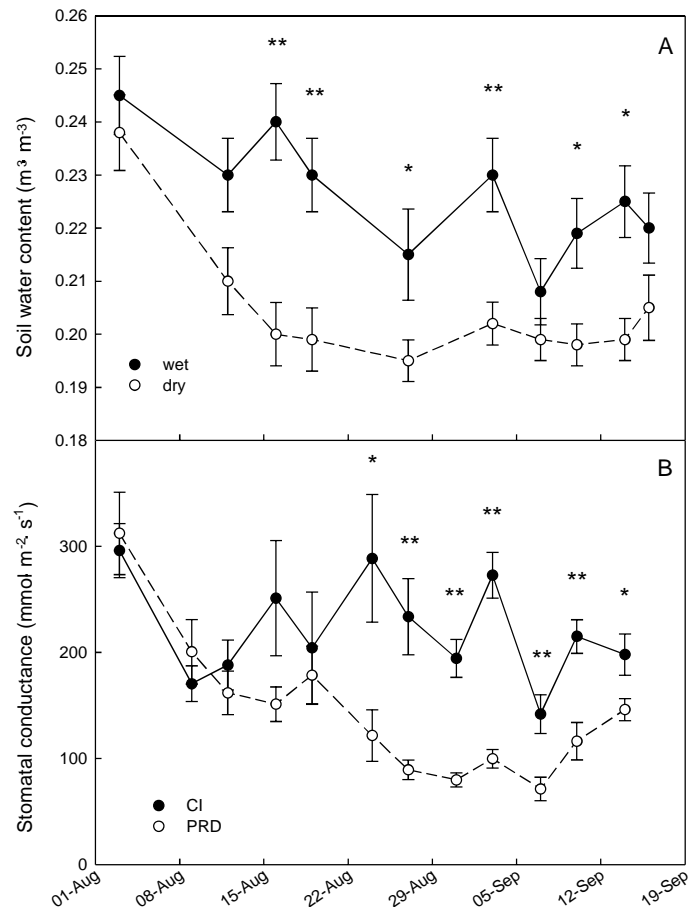 0.26
A
**
0.25
**
**
*
0.24
*
0.23
*
0.22
0.21
0.20
0.19
0.18
Soil water content (m³ m-3)
wet
dry
B
*
**
**
**
**
*
**
300
200
100
0
Stomatal conductance (mmol m-2· s-1)
CI
PRD
01-Aug
08-Aug
15-Aug
22-Aug
29-Aug
05-Sep
12-Sep
19-Sep